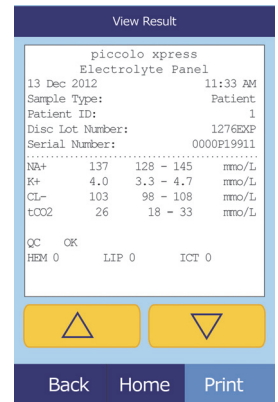 View Result
piccolo xpress
Electrolyte Panel
13 Dec 2012 11:33 AM
Sample Type: Patient
Patient ID: 1
Disc Lot Number: 1276EXP
Serial Number: 0000P19911
NA+ 137 128 - 145 mmo/L
K+ 4.0 3.3 - 4.7 mmo/L
CL- 103 98 - 108 mmo/L
tCO2 26 18 - 33 mmo/L
QC OK
HEM 0 LIP 0 ICT 0
Back Home Print